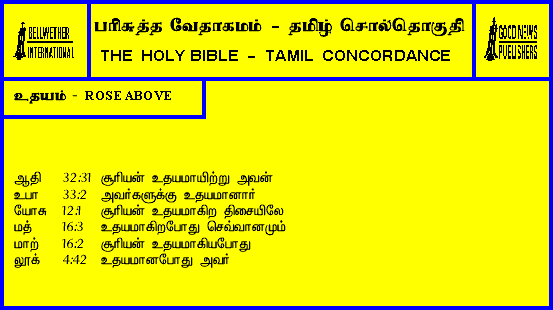 BELLWETHER
INTERNATIONAL
பரிசுத்த வேதாகமம் - தமிழ் சொல்தொகுதி
THE HOLY BIBLE - TAMIL CONCORDANCE
GOOD NEWS
PUBLISHERS
உதயம் - ROSE ABOVE
ஆதி 32:31 சூரியன் உதயமாயிற்று அவன்
உபா 33:2 அவர்களுக்கு உதயமானார்
யோசு 12:1 சூரியன் உதயமாகிற திசையிலே
மத் 16:3 உதயமாகிறபோது செவ்வானமும்
மாற் 16:2 சூரியன் உதயமாகியபோது
லூக் 4:42 உதயமானபோது அவர்